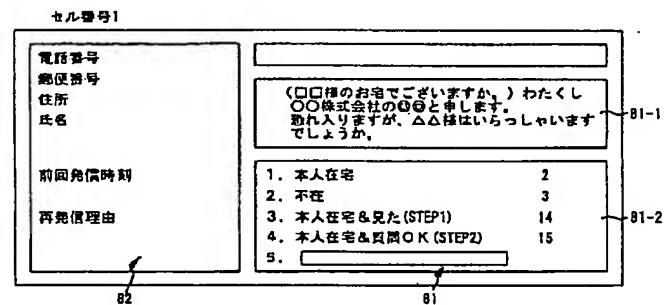 セル番号1
電話番号
郵便番号
住所
氏名
前回発信時刻
再発信理由
(□□様のお宅でございますか。)わたくし
○○株式会社の◎◎と申します。
恐れ入りますが、△△様はいらっしゃいます
でしょうか。
81-1
1. 本人在宅 2
2. 不在 3
3. 本人在宅&見た(STEP1) 14
4. 本人在宅&質問OK(STEP2) 15
5.
81-2
82
81